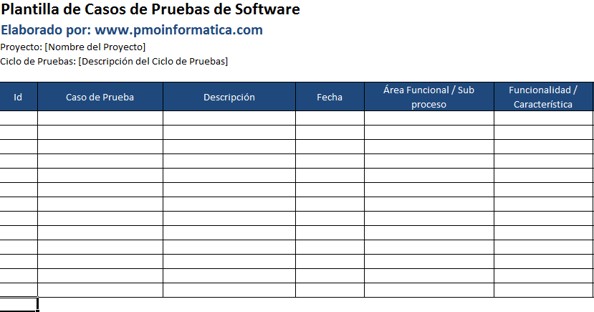 Plantilla de Casos de Pruebas de Software
Elaborado por: www.pmoinformatica.com
Proyecto: [Nombre del Proyecto]
Ciclo de Pruebas: [Descripción del Ciclo de Pruebas]
Id Caso de Prueba Descripción Fecha Área Funcional / Sub proceso Funcionalidad / Característica